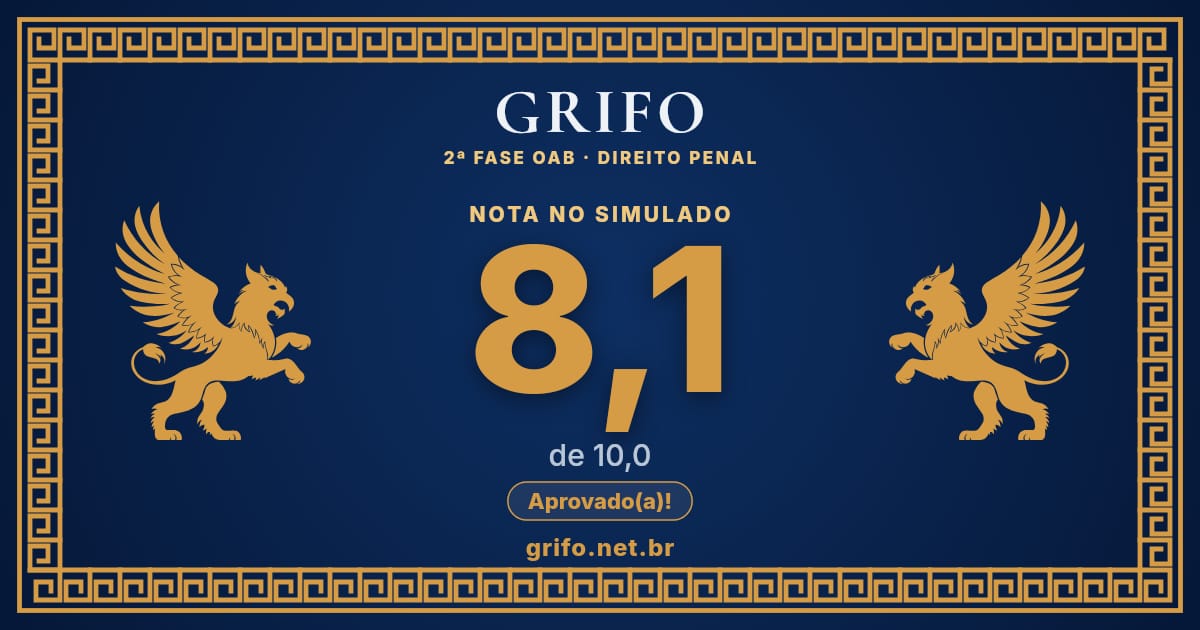 GRIFO
2ª FASE OAB · DIREITO PENAL
NOTA NO SIMULADO
8,1
de 10,0
Aprovado(a)!
grifo.net.br